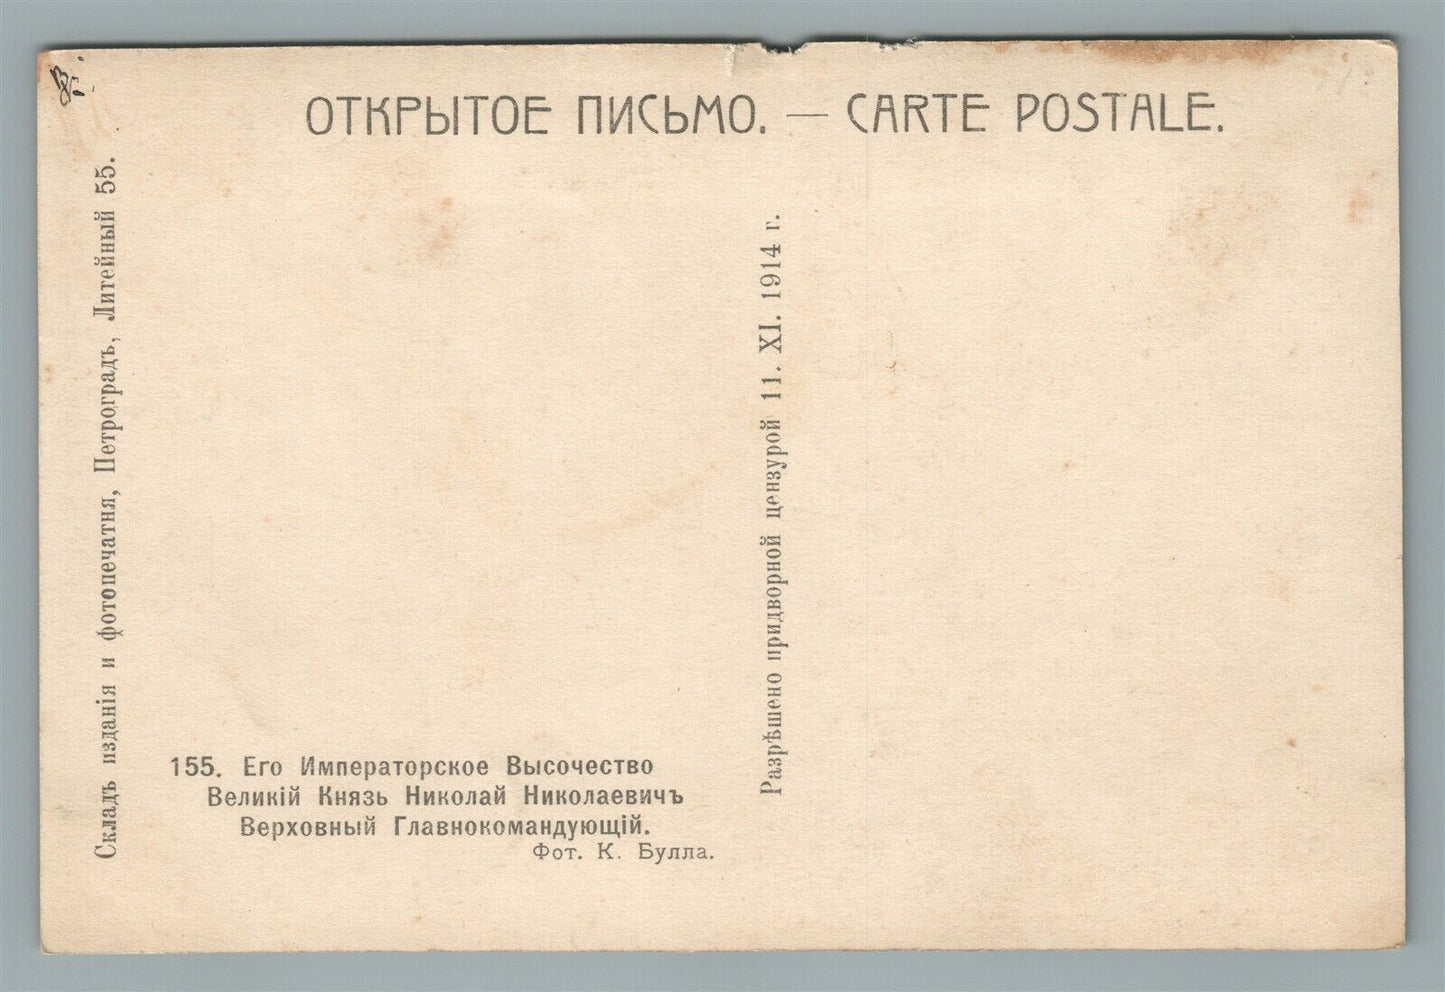 ОТКРЫТОЕ ПИСЬМО. — CARTE POSTALE.
Складъ изданія и фотопечатня, Петроградъ, Литейный 55.
Разрѣшено придворной цензурой 11. XI. 1914 г.
155. Его Императорское Высочество
Великій Князь Николай Николаевичъ
Верховный Главнокомандующій.
Фот. К. Булла.